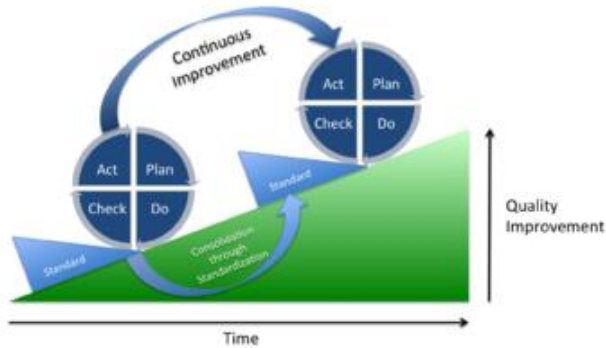 Continuous
Improvement
Act
Plan
Check
Do
Act
Plan
Check
Do
Standard
Standard
Consolidation
through
Standardization
Quality
Improvement
Time